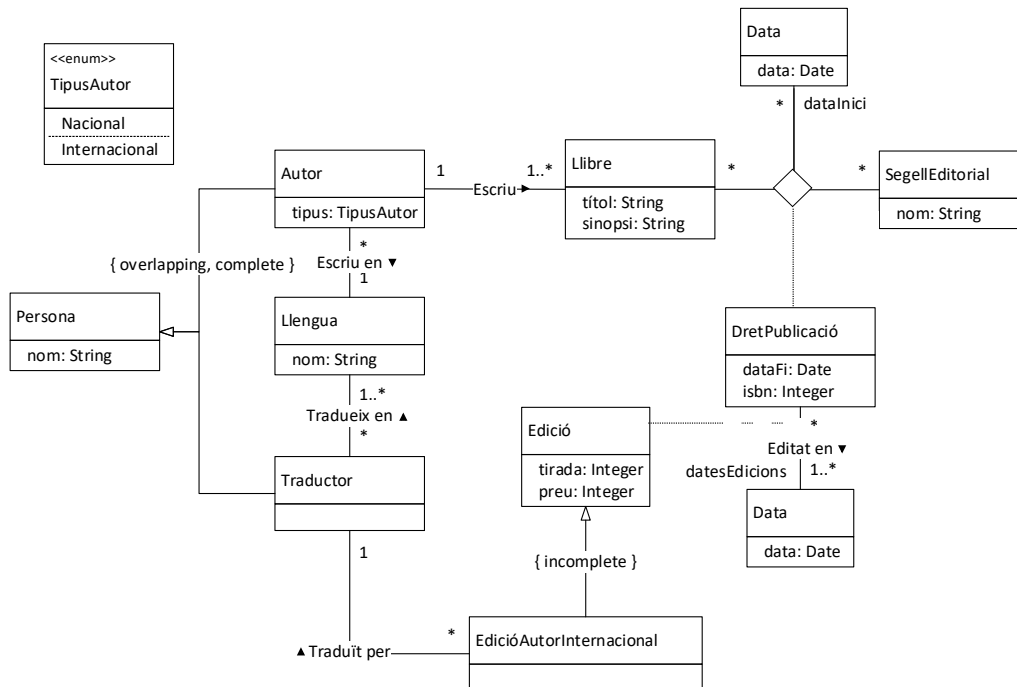 <<enum>>
TipusAutor
Nacional
Internacional
Data
data: Date
* dataInici
Autor
tipus: TipusAutor
1
Escriu ►
1..*
Llibre
títol: String
sinopsi: String
*
*
SegellEditorial
nom: String
{ overlapping, complete }
*
Escriu en ▼
1
Persona
nom: String
Llengua
nom: String
DretPublicació
dataFi: Date
isbn: Integer
1..*
Tradueix en ▲
*
Edició
tirada: Integer
preu: Integer
*
Editat en ▼
datesEdicions 1..*
Traductor
Data
data: Date
1
{ incomplete }
▲ Traduït per
*
EdicióAutorInternacional